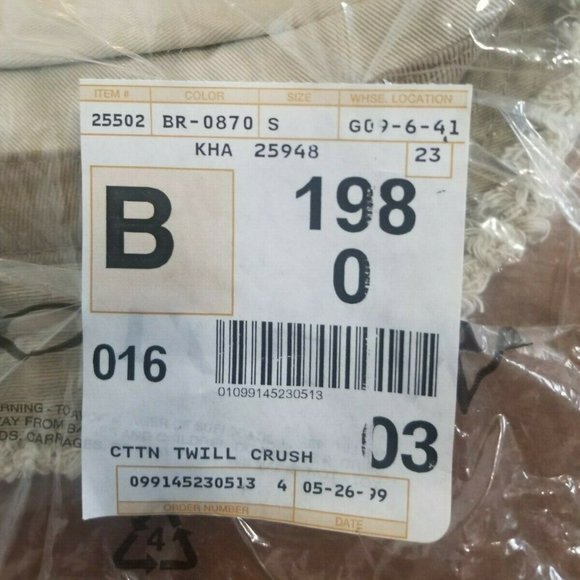 ITEM # COLOR SIZE WHSE. LOCATION
25502 BR-0870 S G09-6-41
KHA 25948 23
B 198
0
016
01099145230513
03
CTTN TWILL CRUSH
099145230513 4 05-26-99
ORDER NUMBER DATE
4